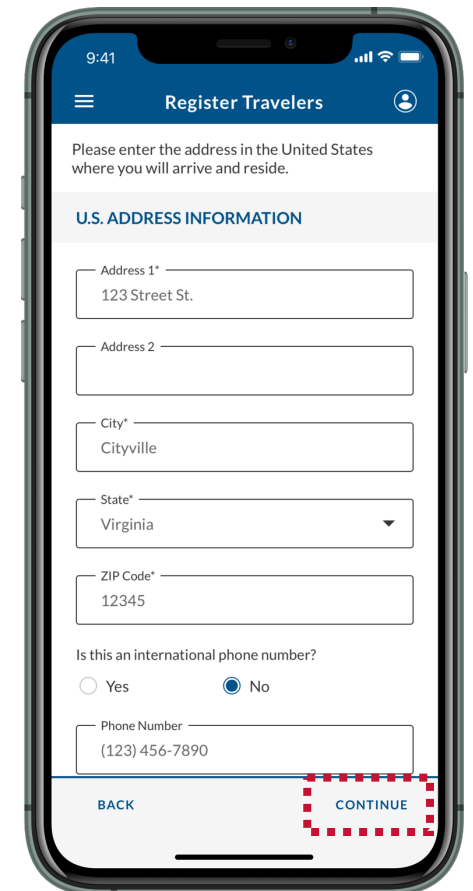 9:41
Register Travelers
Please enter the address in the United States
where you will arrive and reside.
U.S. ADDRESS INFORMATION
Address 1*
123 Street St.
Address 2
City*
Cityville
State*
Virginia
ZIP Code*
12345
Is this an international phone number?
Yes No
Phone Number
(123) 456-7890
BACK CONTINUE